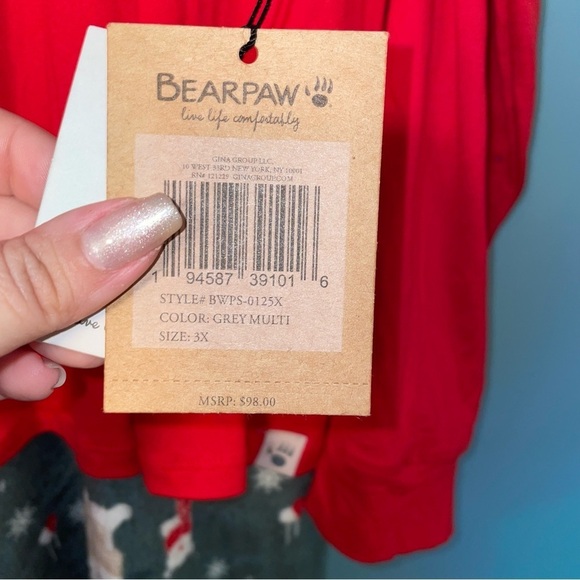 BEARPAW
live life comfortably
GINA GROUP LLC.
10 WEST 33RD NEW YORK, NY 10001
RN# 121229 GINAGROUP.COM
1 94587 39101 6
STYLE# BWPS-0125X
COLOR: GREY MULTI
SIZE: 3X
MSRP: $98.00